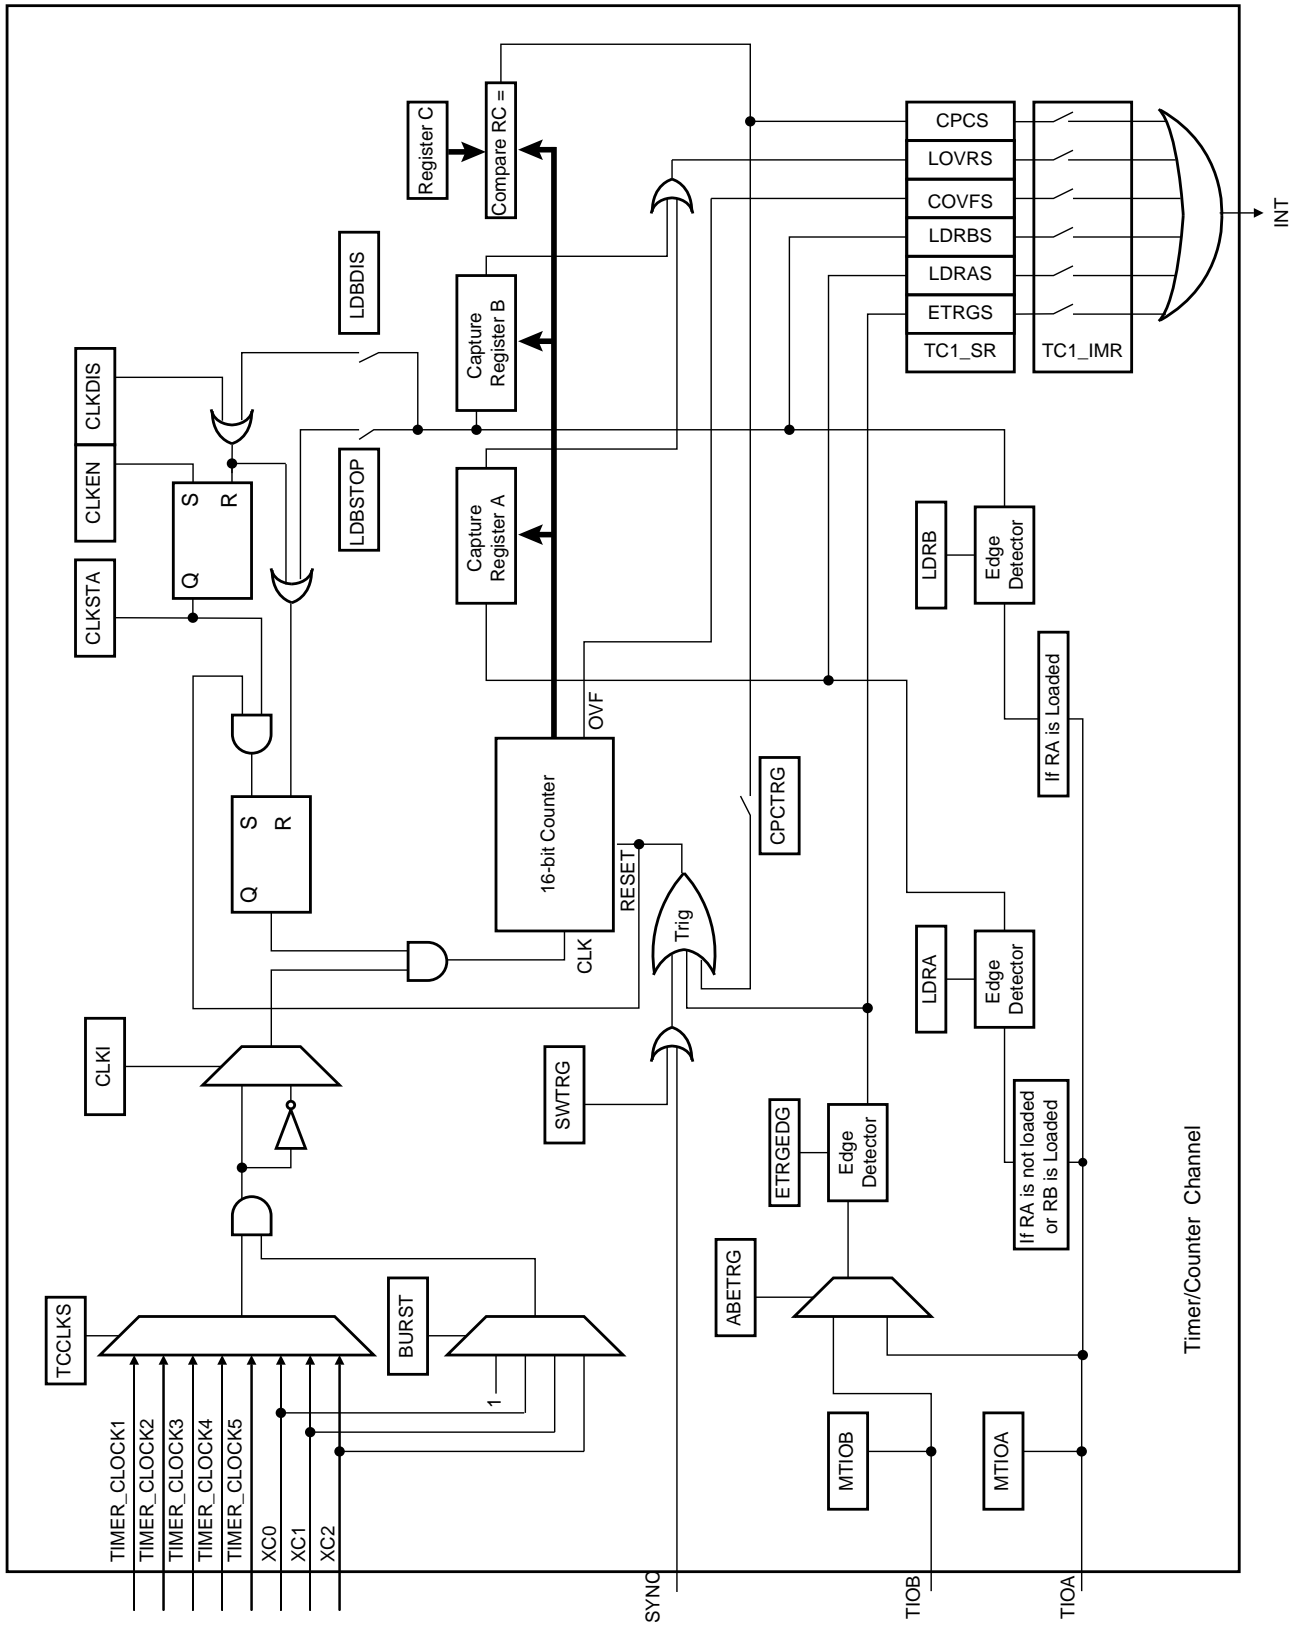 TCCLKS
TIMER_CLOCK1
TIMER_CLOCK2
TIMER_CLOCK3
TIMER_CLOCK4
TIMER_CLOCK5
XC0
XC1
XC2
BURST
1
CLKI
CLKSTA
CLKEN
CLKDIS
Q
S
R
Q
S
R
LDBSTOP
LDBDIS
Register C
Compare RC =
Capture
Register A
Capture
Register B
16-bit Counter
CLK
OVF
RESET
SWTRG
Trig
CPCTRG
SYNC
ABETRG
ETRGEDG
Edge
Detector
MTIOB
TIOB
MTIOA
TIOA
LDRA
Edge
Detector
If RA is not loaded
or RB is Loaded
LDRB
Edge
Detector
If RA is Loaded
CPCS
LOVRS
COVFS
LDRBS
LDRAS
ETRGS
TC1_SR
TC1_IMR
INT
Timer/Counter Channel